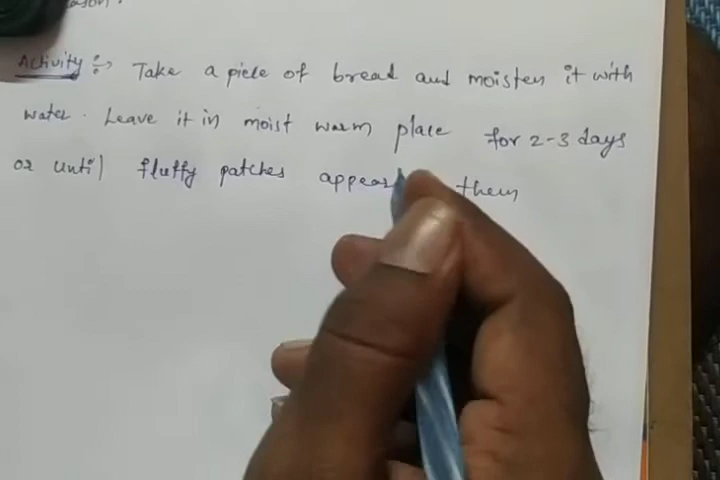 Activity :→ Take a piece of bread and moisten it with
water. Leave it in moist warm place for 2-3 days
or until fluffy patches appear them